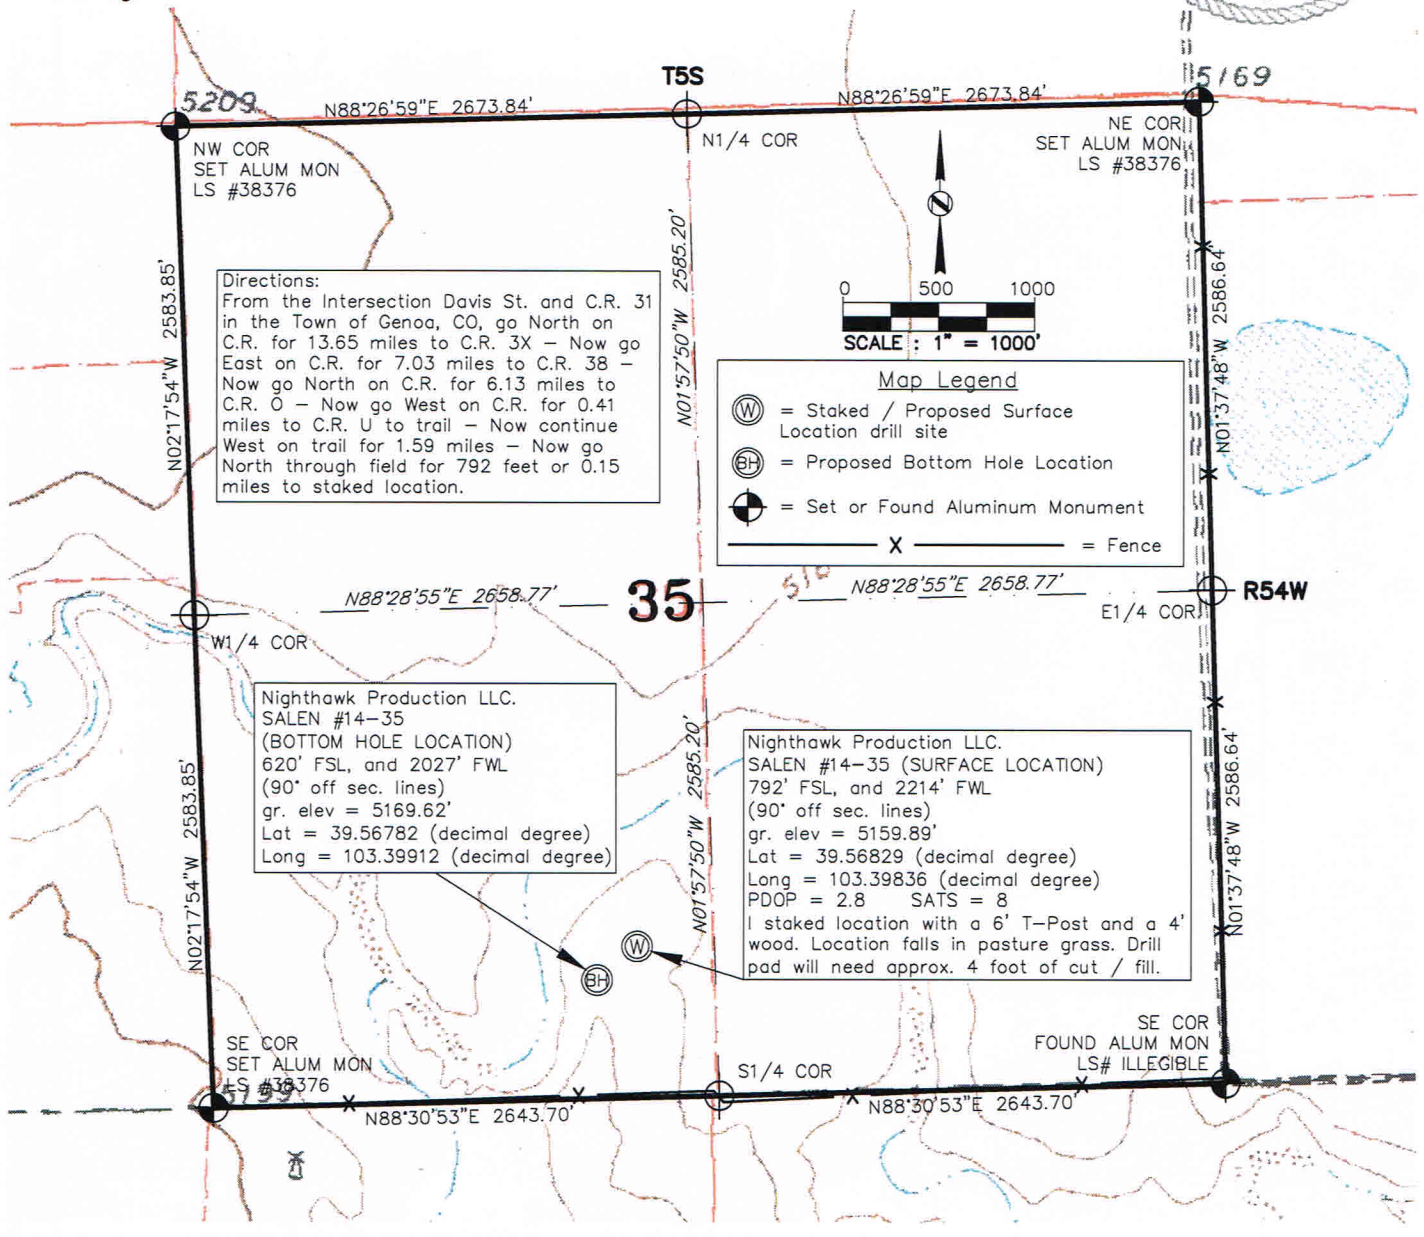 T5S
5209
5169
N88°26'59"E 2673.84'
N88°26'59"E 2673.84'
NW COR
SET ALUM MON
LS #38376
N1/4 COR
NE COR
SET ALUM MON
LS #38376
N
N02°17'54"W 2583.85'
N01°57'50"W 2585.20'
N01°37'48"W 2586.64
Directions:
From the Intersection Davis St. and C.R. 31
in the Town of Genoa, CO, go North on
C.R. for 13.65 miles to C.R. 3X – Now go
East on C.R. for 7.03 miles to C.R. 38 –
Now go North on C.R. for 6.13 miles to
C.R. O – Now go West on C.R. for 0.41
miles to C.R. U to trail – Now continue
West on trail for 1.59 miles – Now go
North through field for 792 feet or 0.15
miles to staked location.
0 500 1000
SCALE : 1" = 1000'
Map Legend
W = Staked / Proposed Surface
Location drill site
BH = Proposed Bottom Hole Location
= Set or Found Aluminum Monument
X = Fence
N88°28'55"E 2658.77'
35
N88°28'55"E 2658.77'
R54W
W1/4 COR
E1/4 COR
Nighthawk Production LLC.
SALEN #14-35
(BOTTOM HOLE LOCATION)
620' FSL, and 2027' FWL
(90° off sec. lines)
gr. elev = 5169.62'
Lat = 39.56782 (decimal degree)
Long = 103.39912 (decimal degree)
Nighthawk Production LLC.
SALEN #14-35 (SURFACE LOCATION)
792' FSL, and 2214' FWL
(90° off sec. lines)
gr. elev = 5159.89'
Lat = 39.56829 (decimal degree)
Long = 103.39836 (decimal degree)
PDOP = 2.8 SATS = 8
I staked location with a 6' T-Post and a 4'
wood. Location falls in pasture grass. Drill
pad will need approx. 4 foot of cut / fill.
N02°17'54"W 2583.85'
N01°57'50"W 2585.20'
N01°37'48"W 2586.64'
W
BH
SE COR
SET ALUM MON
LS #38376
S1/4 COR
SE COR
FOUND ALUM MON
LS# ILLEGIBLE
N88°30'53"E 2643.70'
N88°30'53"E 2643.70'